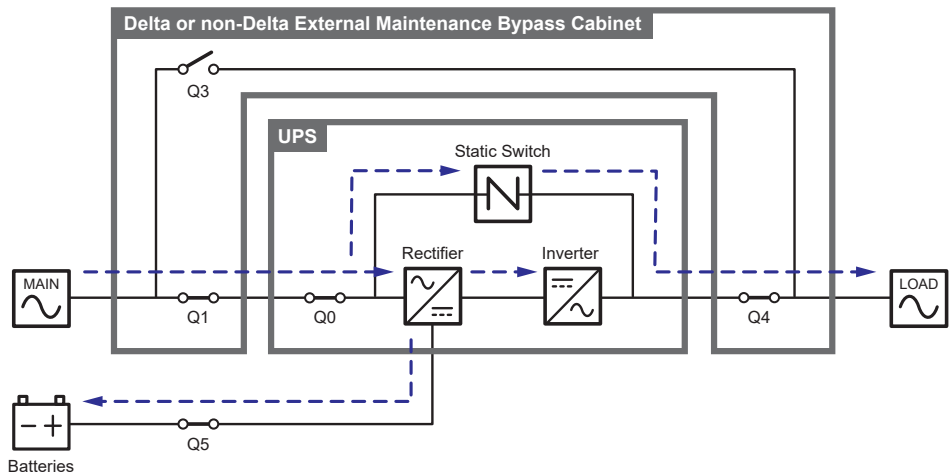 Delta or non-Delta External Maintenance Bypass Cabinet
Q3
UPS
Static Switch
Rectifier
Inverter
MAIN
LOAD
Q1
Q0
Q4
Q5
Batteries